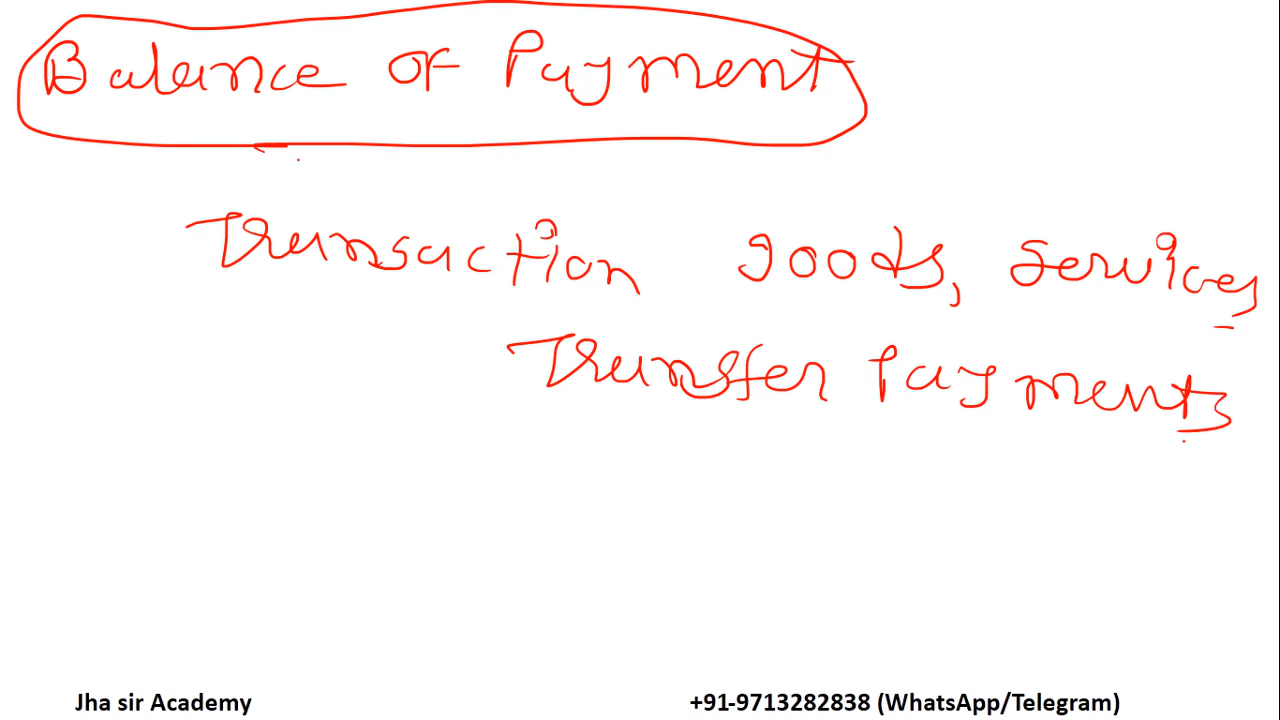 Balance of Payment
Transaction goods, services
Transfer Payments
Jha sir Academy +91-9713282838 (WhatsApp/Telegram)